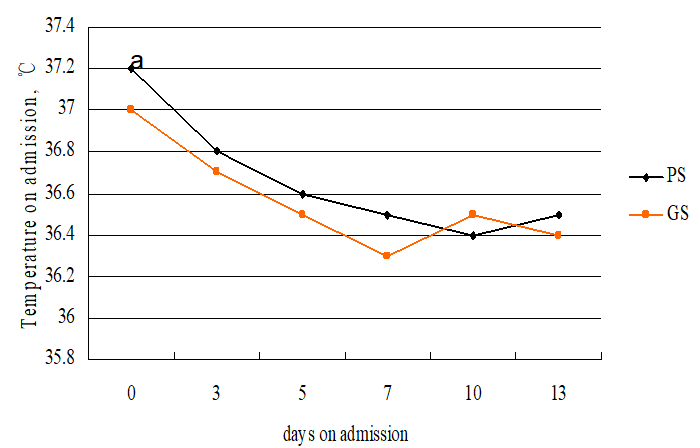 37.4
37.2
37
36.8
36.6
36.4
36.2
36
35.8
Temperature on admission, ℃
a
PS
GS
0 3 5 7 10 13
days on admission